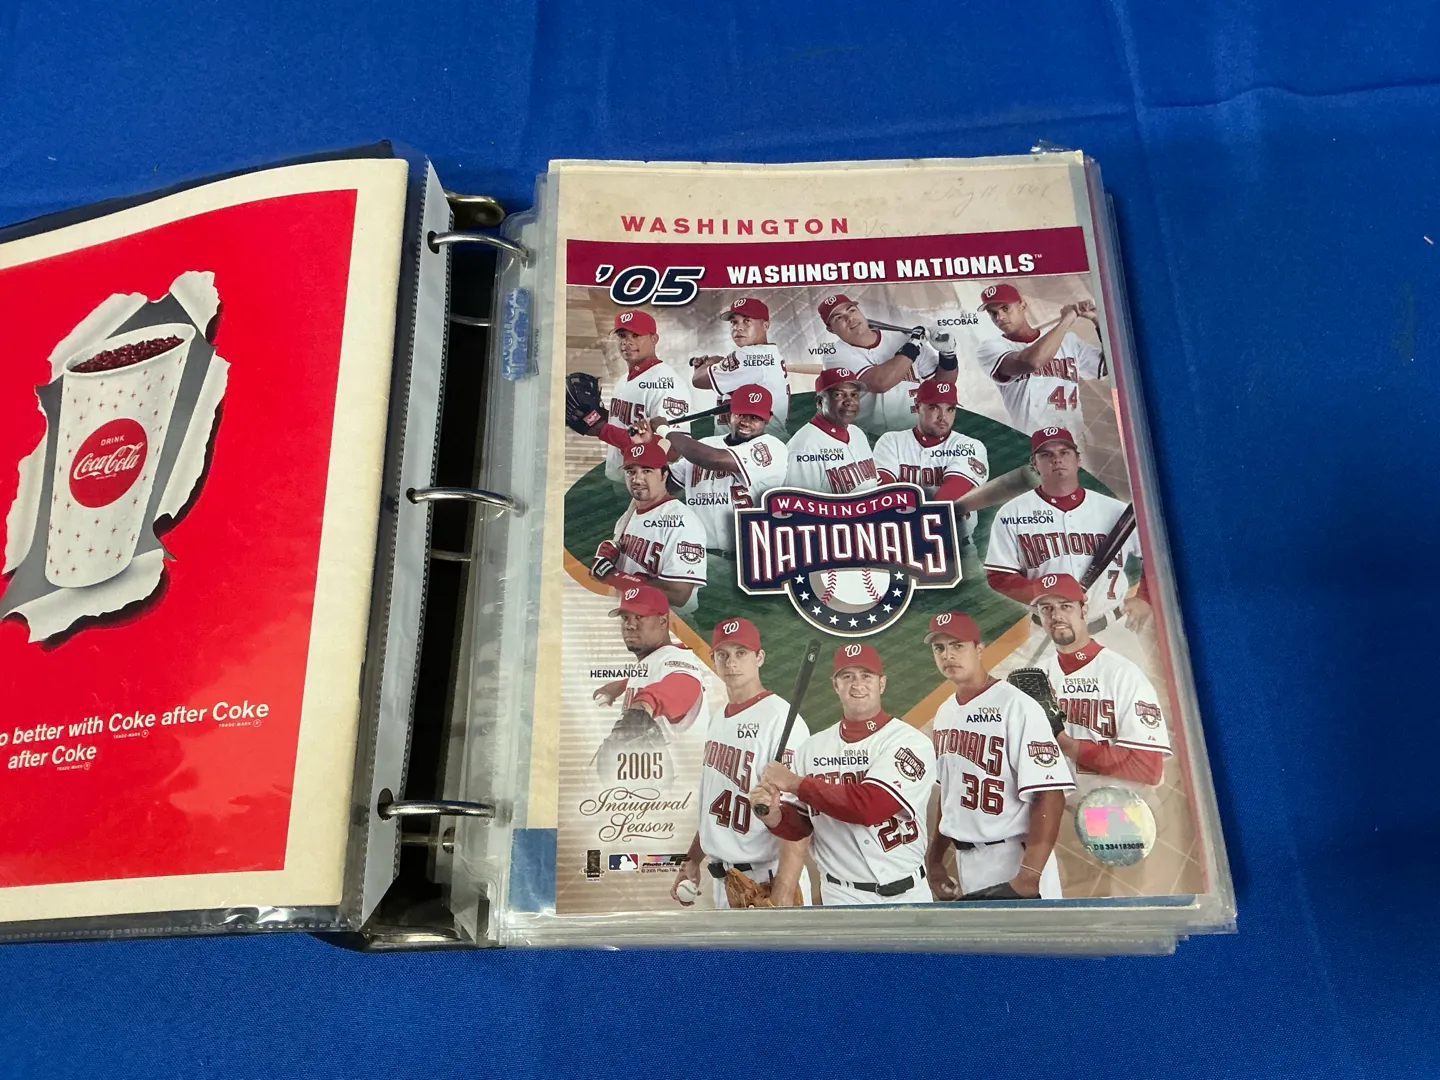 DRINK
Coca-Cola
o better with Coke after Coke
after Coke
WASHINGTON
'05 WASHINGTON NATIONALS™
JOSE
GUILLEN
TERRMEL
SLEDGE
JOSE
VIDRO
ALEX
ESCOBAR
44
CRISTIAN
GUZMAN
FRANK
ROBINSON
NICK
JOHNSON
VINNY
CASTILLA
BRAD
WILKERSON
NATIONALS
7
WASHINGTON
NATIONALS
LIVAN
HERNANDEZ
ZACH
DAY
40
BRIAN
SCHNEIDER
23
TONY
ARMAS
36
ESTEBAN
LOAIZA
2005
Inaugural
Season